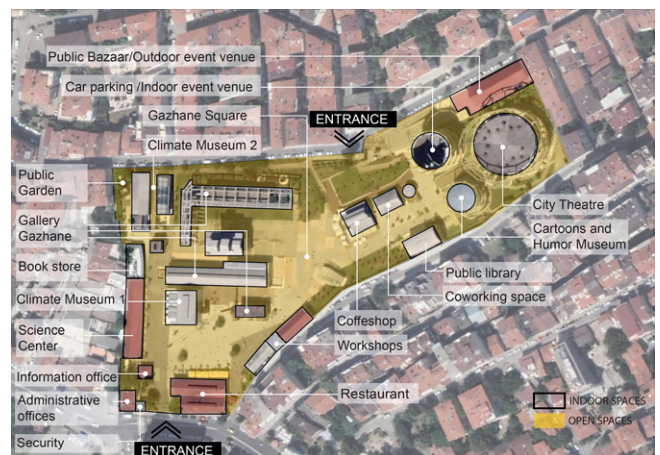 Public Bazaar/Outdoor event venue
Car parking /Indoor event venue
Gazhane Square
ENTRANCE
Climate Museum 2
Public
Garden
Gallery
Gazhane
Book store
Climate Museum 1
Science
Center
Information office
Administrative
offices
Security
ENTRANCE
City Theatre
Cartoons and
Humor Museum
Public library
Coworking space
Coffeshop
Workshops
Restaurant
INDOOR SPACES
OPEN SPACES